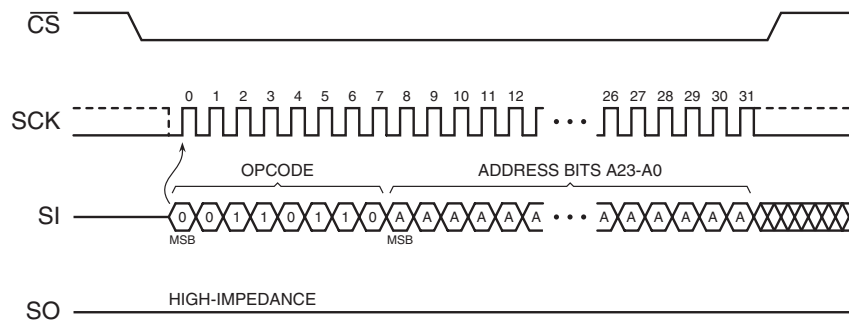 CS
0 1 2 3 4 5 6 7 8 9 10 11 12 26 27 28 29 30 31
SCK
OPCODE ADDRESS BITS A23-A0
SI 0 0 1 1 0 1 1 0 A A A A A A A A A A A A
MSB MSB
SO HIGH-IMPEDANCE